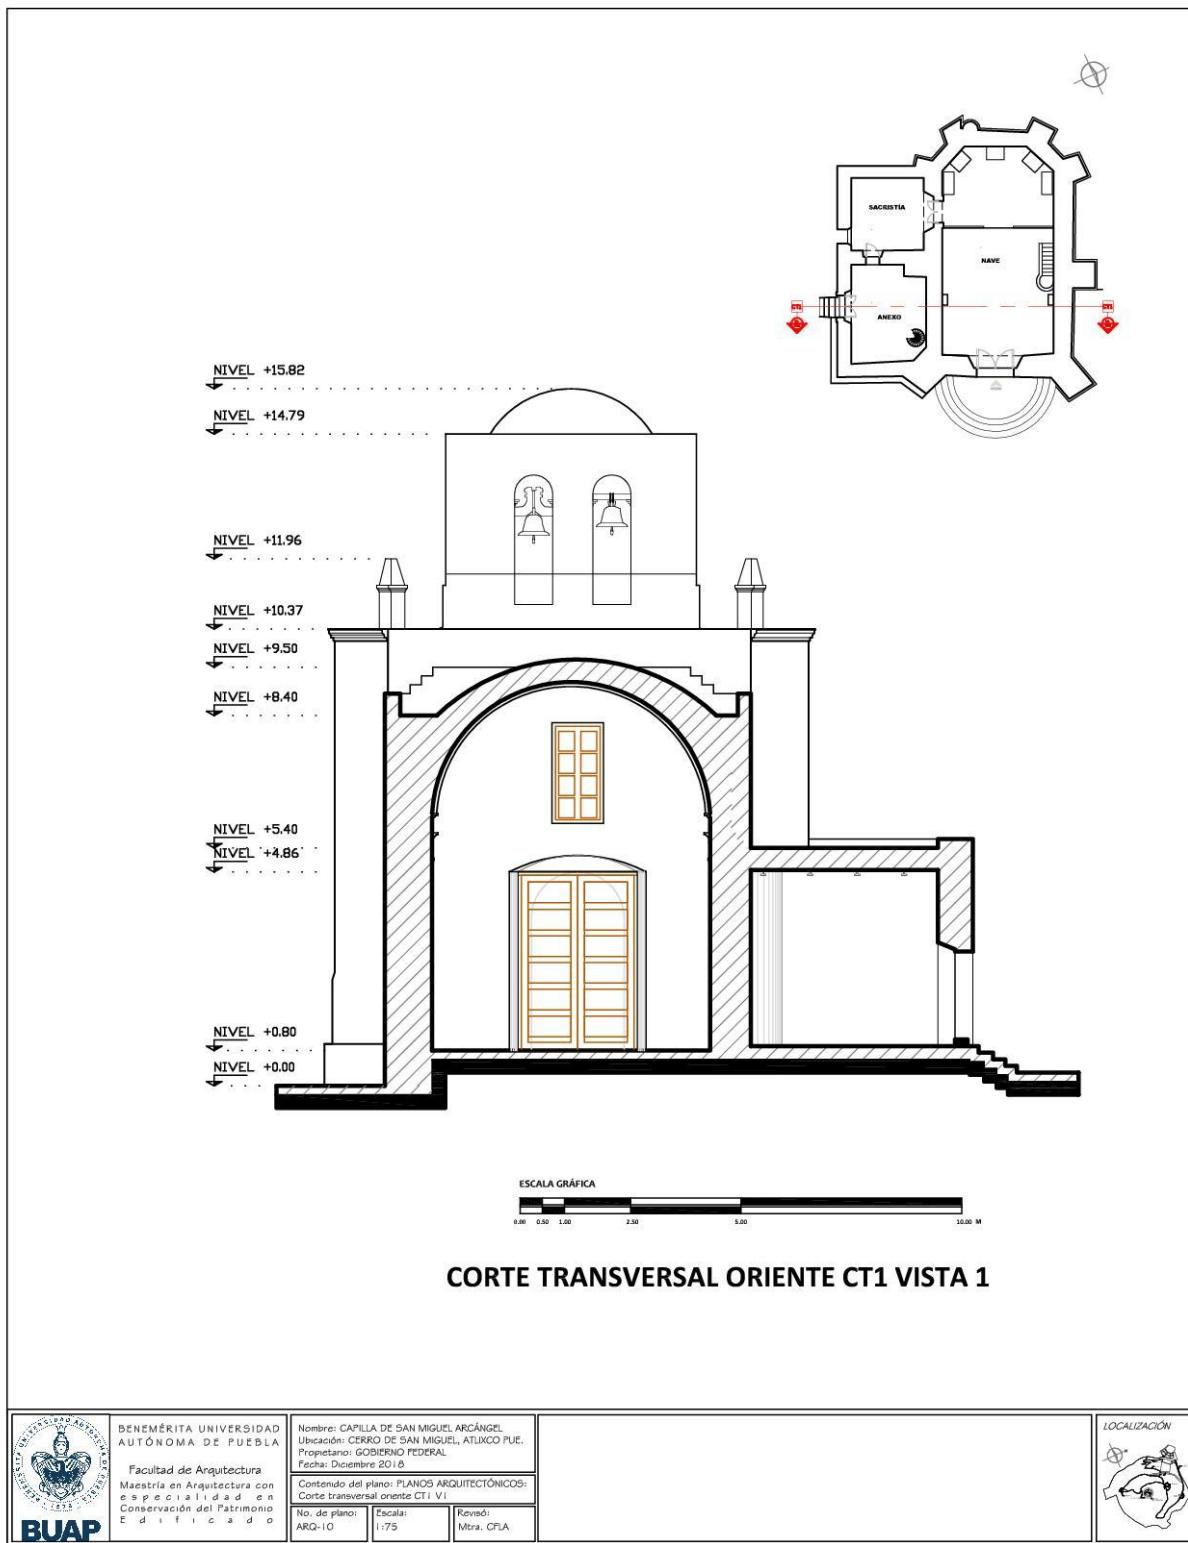 SACRISTÍA
NAVE
ANEXO
CT1
CT1
NIVEL +15.82
NIVEL +14.79
NIVEL +11.96
NIVEL +10.37
NIVEL +9.50
NIVEL +8.40
NIVEL +5.40
NIVEL +4.86
NIVEL +0.80
NIVEL +0.00
ESCALA GRÁFICA
0.00 0.50 1.00 2.50 5.00 10.00 M
CORTE TRANSVERSAL ORIENTE CT1 VISTA 1
BUAP
BENEMÉRITA UNIVERSIDAD
AUTÓNOMA DE PUEBLA
Facultad de Arquitectura
Maestría en Arquitectura con
especialidad en
Conservación del Patrimonio
Edificado
Nombre: CAPILLA DE SAN MIGUEL ARCÁNGEL
Ubicación: CERRO DE SAN MIGUEL, ATLIXCO PUE.
Propietario: GOBIERNO FEDERAL
Fecha: Diciembre 2018
Contenido del plano: PLANOS ARQUITECTÓNICOS:
Corte transversal oriente CT1 V1
No. de plano:
ARQ-10
Escala:
1:75
Revisó:
Mtra. CFLA
LOCALIZACIÓN